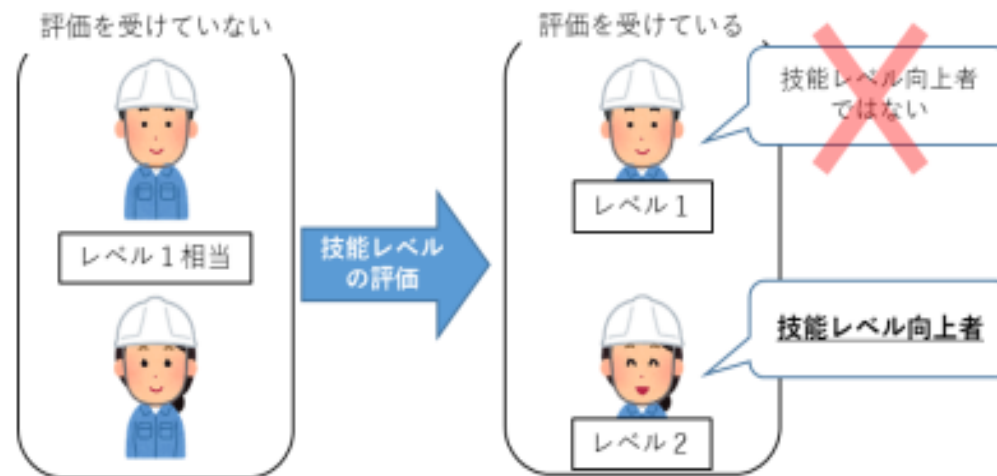 評価を受けていない
評価を受けている
技能レベル向上者
ではない
レベル１
レベル１相当
技能レベル
の評価
技能レベル向上者
レベル２